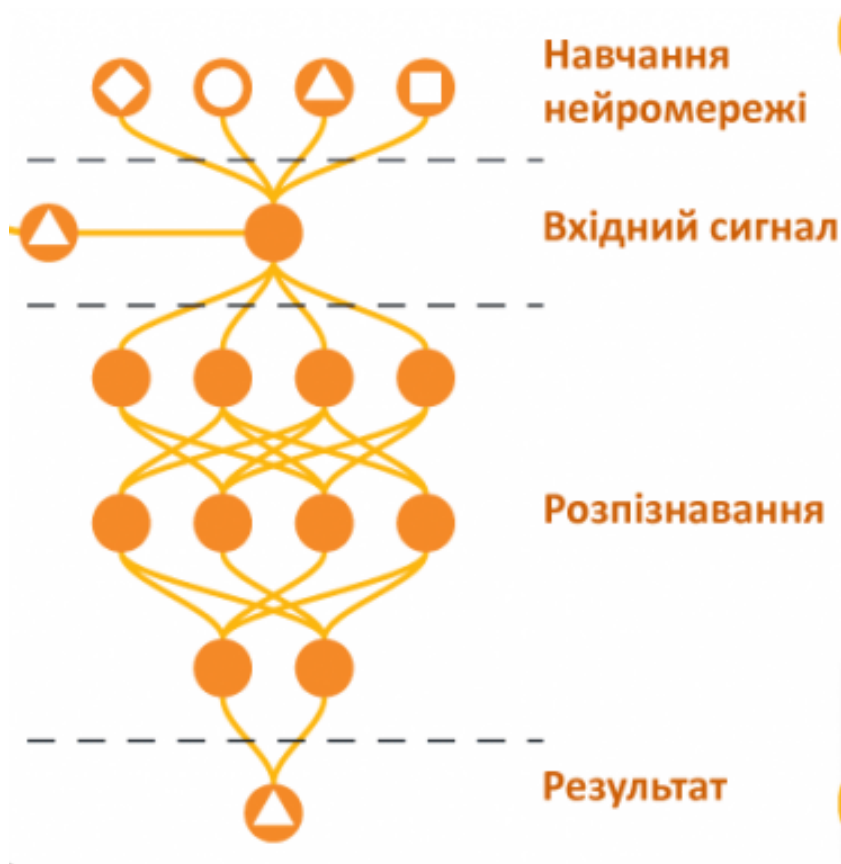 Навчання
нейромережі
Вхідний сигнал
Розпізнавання
Результат